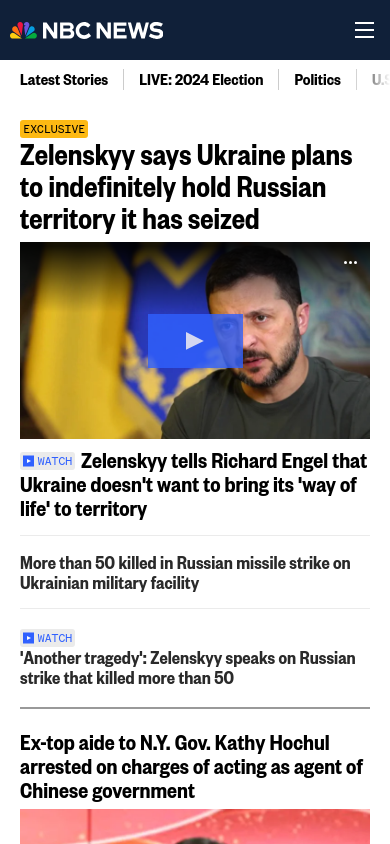 NBC NEWS
Latest Stories
LIVE: 2024 Election
Politics
EXCLUSIVE
Zelenskyy says Ukraine plans
to indefinitely hold Russian
territory it has seized
WATCH Zelenskyy tells Richard Engel that
Ukraine doesn't want to bring its 'way of
life' to territory
More than 50 killed in Russian missile strike on
Ukrainian military facility
WATCH
'Another tragedy': Zelenskyy speaks on Russian
strike that killed more than 50
Ex-top aide to N.Y. Gov. Kathy Hochul
arrested on charges of acting as agent of
Chinese government